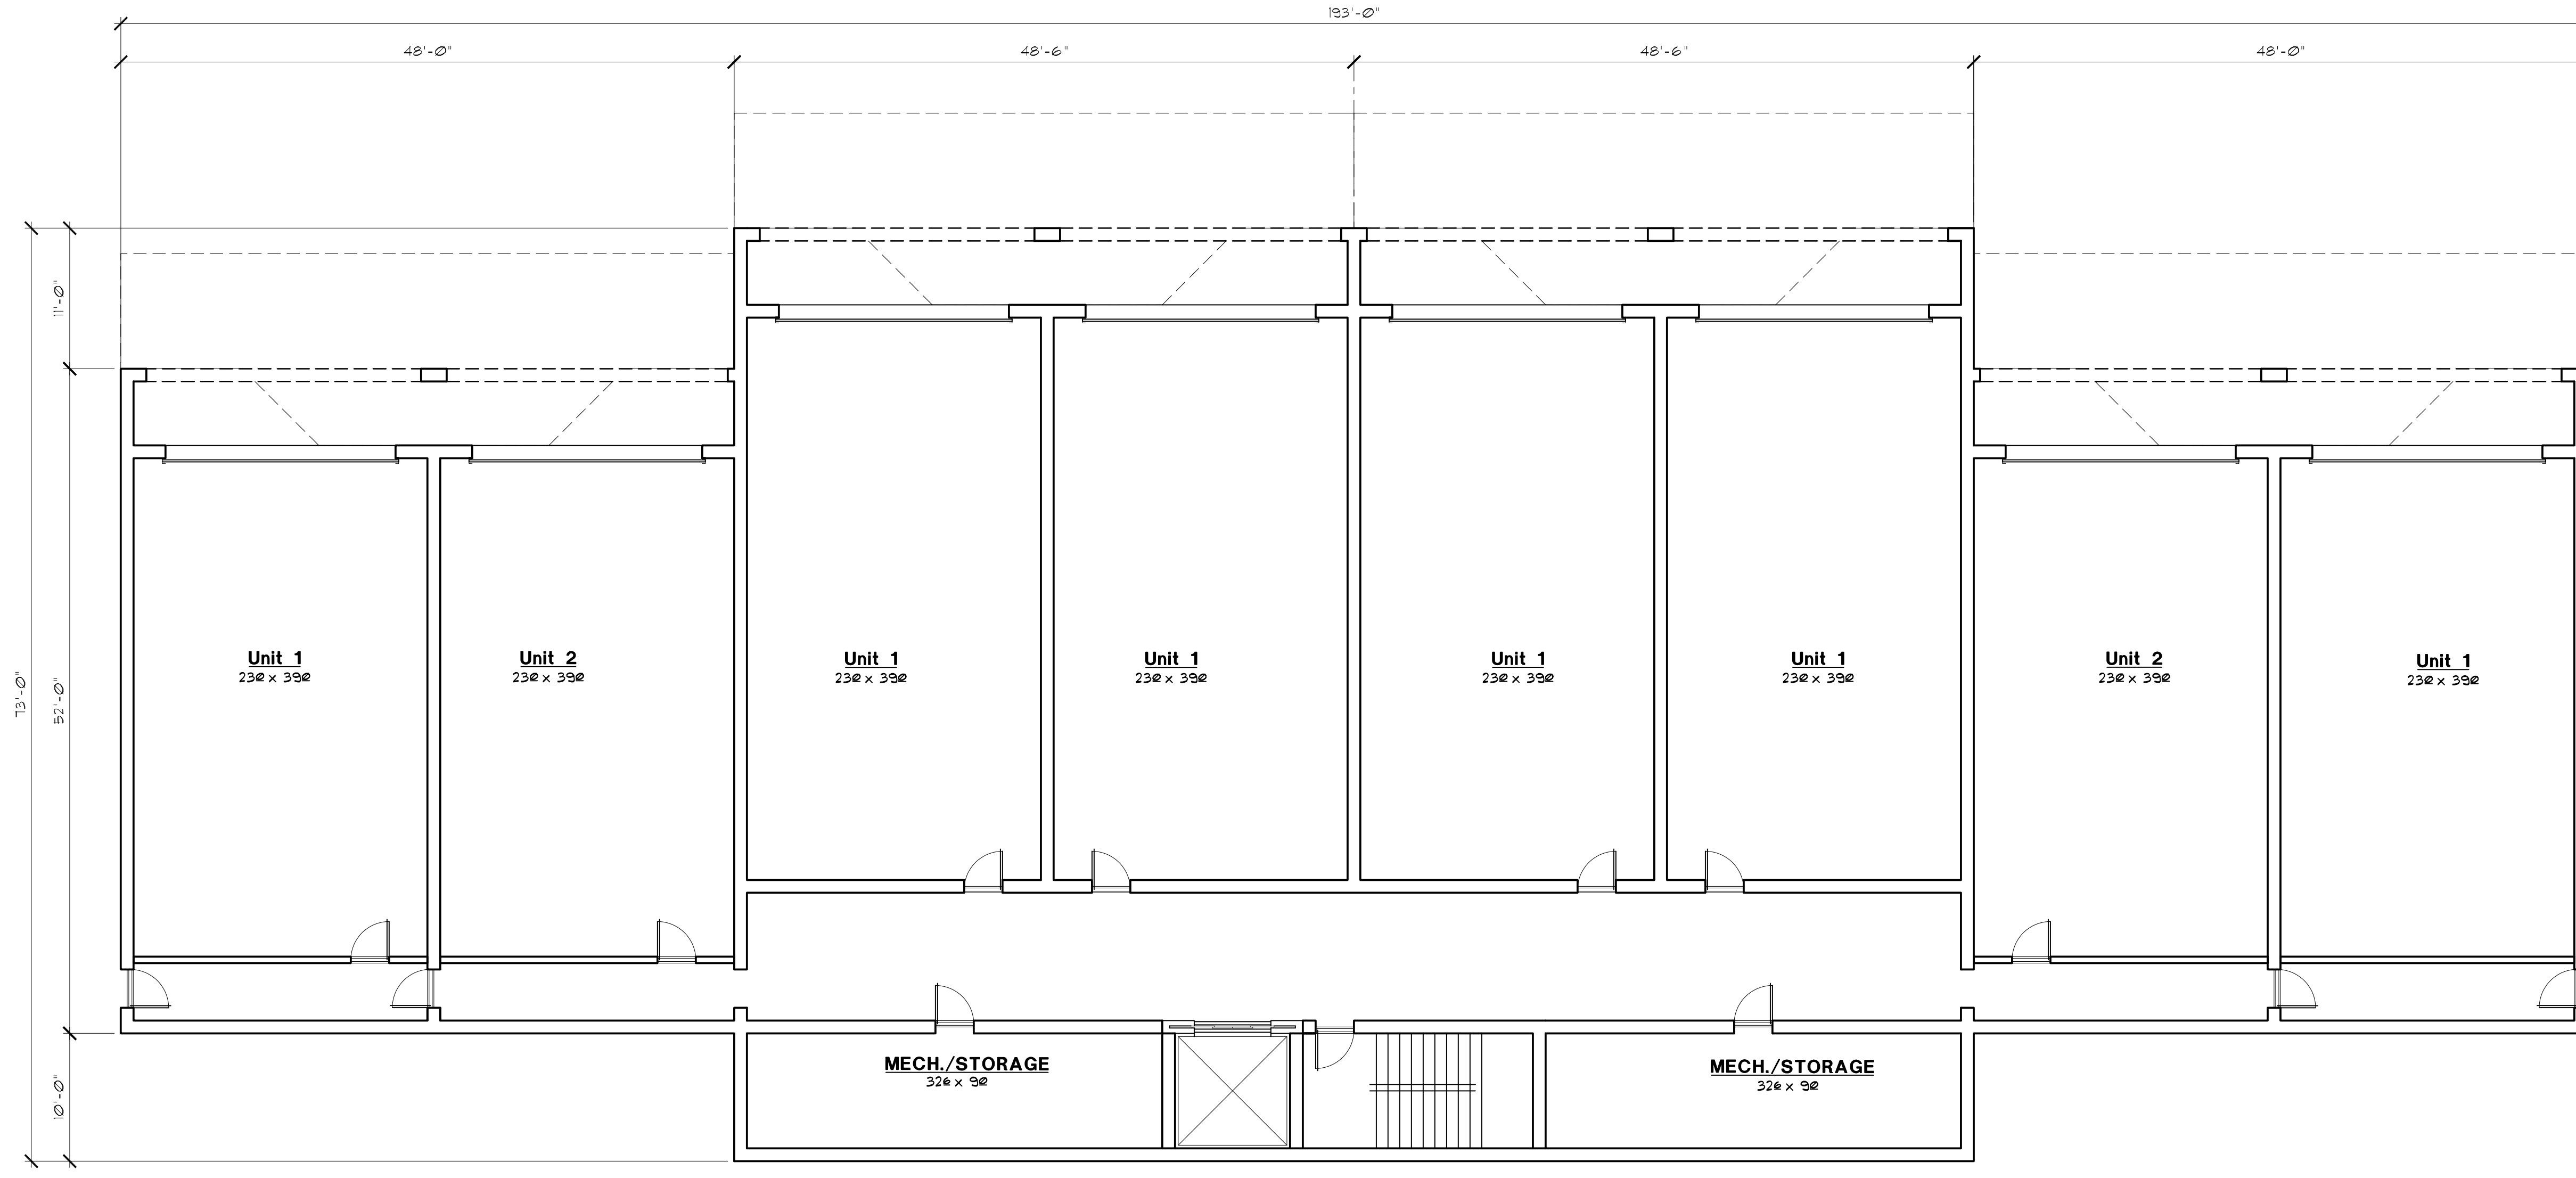 193'-0"
48'-0"
48'-6"
48'-6"
48'-0"
11'-0"
73'-0"
52'-0"
10'-0"
Unit 1
230 x 390
Unit 2
230 x 390
Unit 1
230 x 390
Unit 1
230 x 390
Unit 1
230 x 390
Unit 1
230 x 390
Unit 2
230 x 390
Unit 1
230 x 390
MECH./STORAGE
326 x 90
MECH./STORAGE
326 x 90